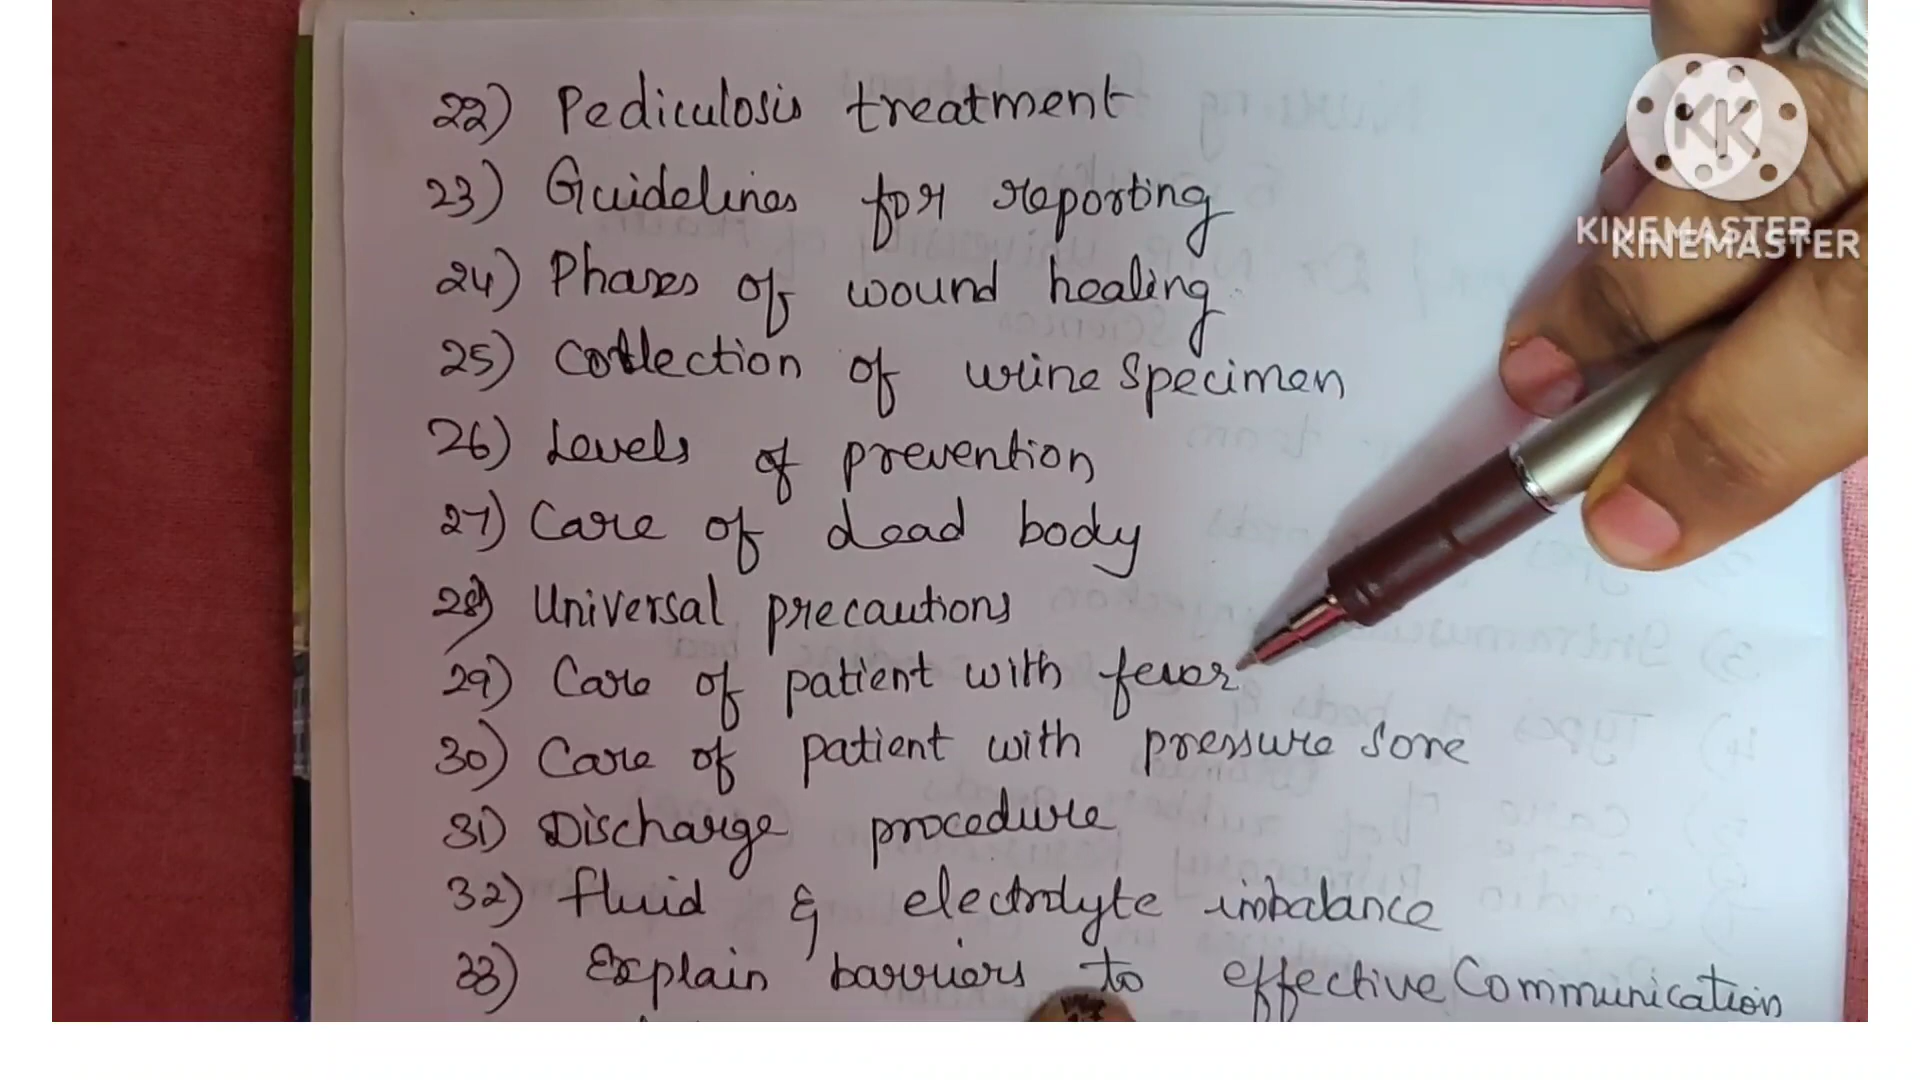 22) Pediculosis treatment
23) Guidelines for reporting
24) Phases of wound healing
25) Collection of urine specimen
26) Levels of prevention
27) Care of dead body
28) Universal precautions
29) Care of patient with fever
30) Care of patient with pressure sore
31) Discharge procedure
32) fluid & electrolyte imbalance
33) Explain barriers to effective Communication
KK
KINEMASTER
KINEMASTER